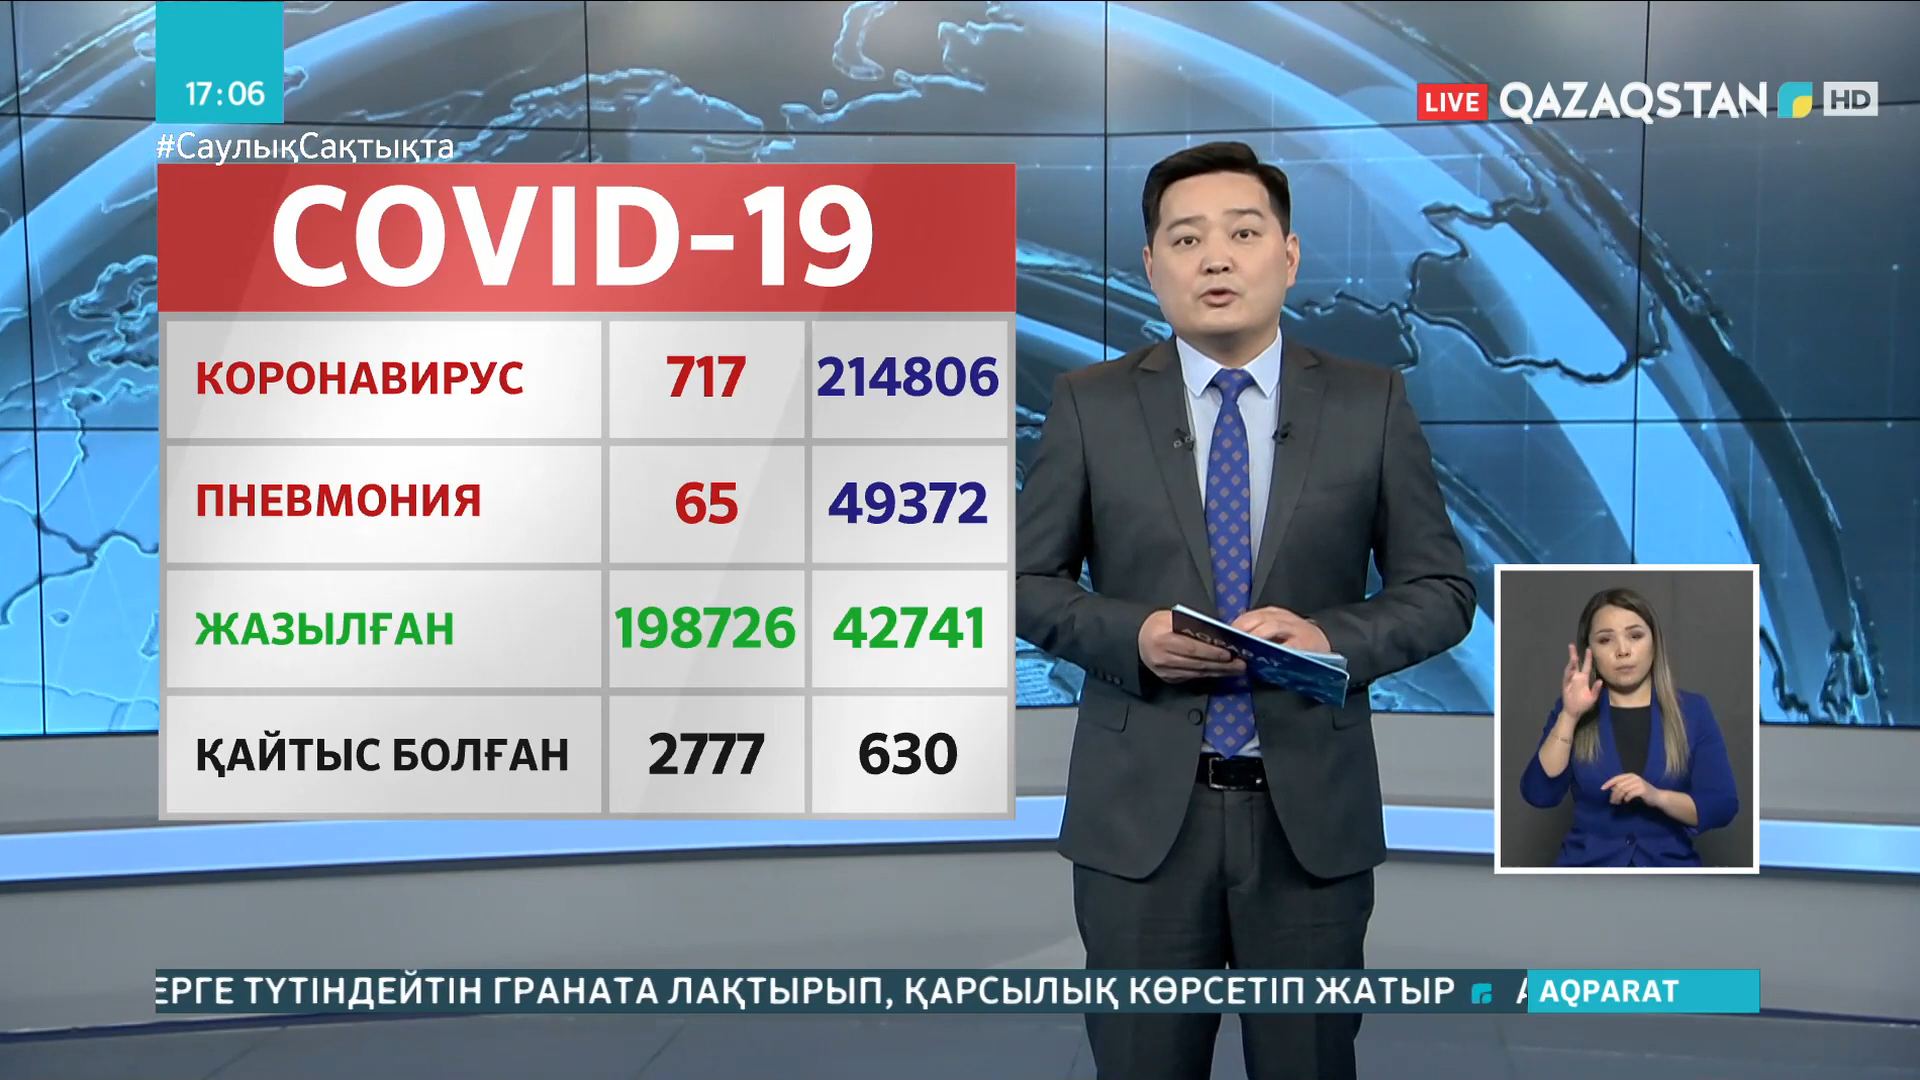 17:06
#СаулықСақтықта
LIVE QAZAQSTAN HD
COVID-19
КОРОНАВИРУС 717 214806
ПНЕВМОНИЯ 65 49372
ЖАЗЫЛҒАН 198726 42741
ҚАЙТЫС БОЛҒАН 2777 630
AQPARAT
ЕРГЕ ТҮТІНДЕЙТІН ГРАНАТА ЛАҚТЫРЫП, ҚАРСЫЛЫҚ КӨРСЕТІП ЖАТЫР
AQPARAT